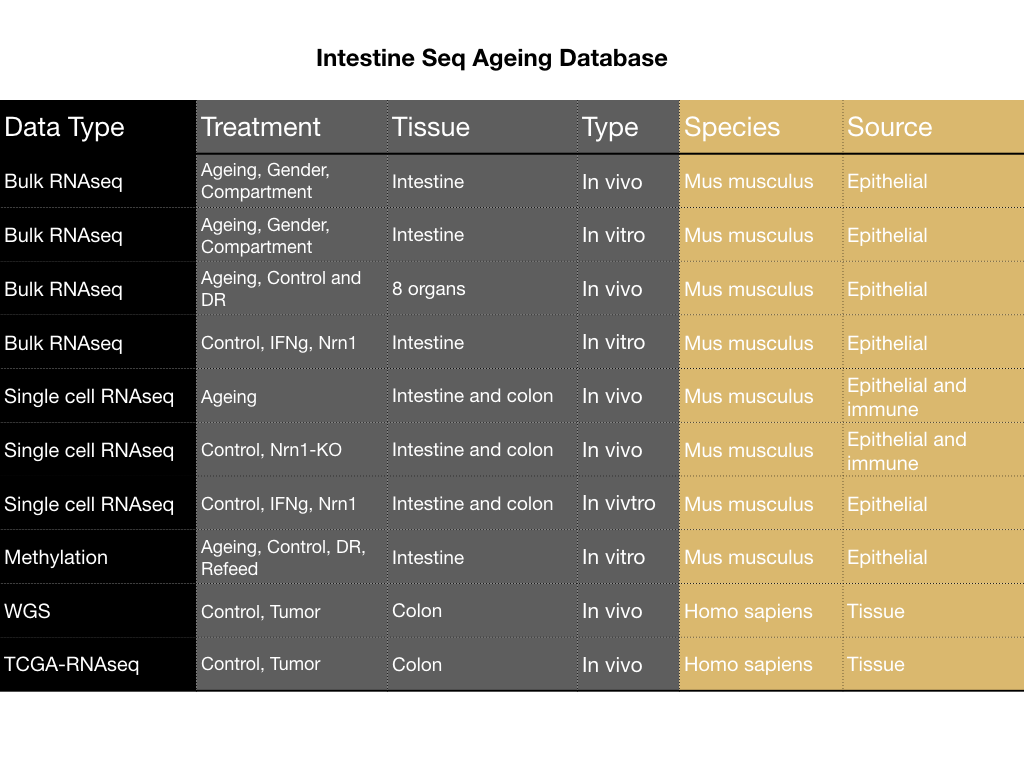 Intestine Seq Ageing Database
Data Type Treatment Tissue Type Species Source
Bulk RNAseq Ageing, Gender, Compartment Intestine In vivo Mus musculus Epithelial
Bulk RNAseq Ageing, Gender, Compartment Intestine In vitro Mus musculus Epithelial
Bulk RNAseq Ageing, Control and DR 8 organs In vivo Mus musculus Epithelial
Bulk RNAseq Control, IFNg, Nrn1 Intestine In vitro Mus musculus Epithelial
Single cell RNAseq Ageing Intestine and colon In vivo Mus musculus Epithelial and immune
Single cell RNAseq Control, Nrn1-KO Intestine and colon In vivo Mus musculus Epithelial and immune
Single cell RNAseq Control, IFNg, Nrn1 Intestine and colon In vivtro Mus musculus Epithelial
Methylation Ageing, Control, DR, Refeed Intestine In vitro Mus musculus Epithelial
WGS Control, Tumor Colon In vivo Homo sapiens Tissue
TCGA-RNAseq Control, Tumor Colon In vivo Homo sapiens Tissue